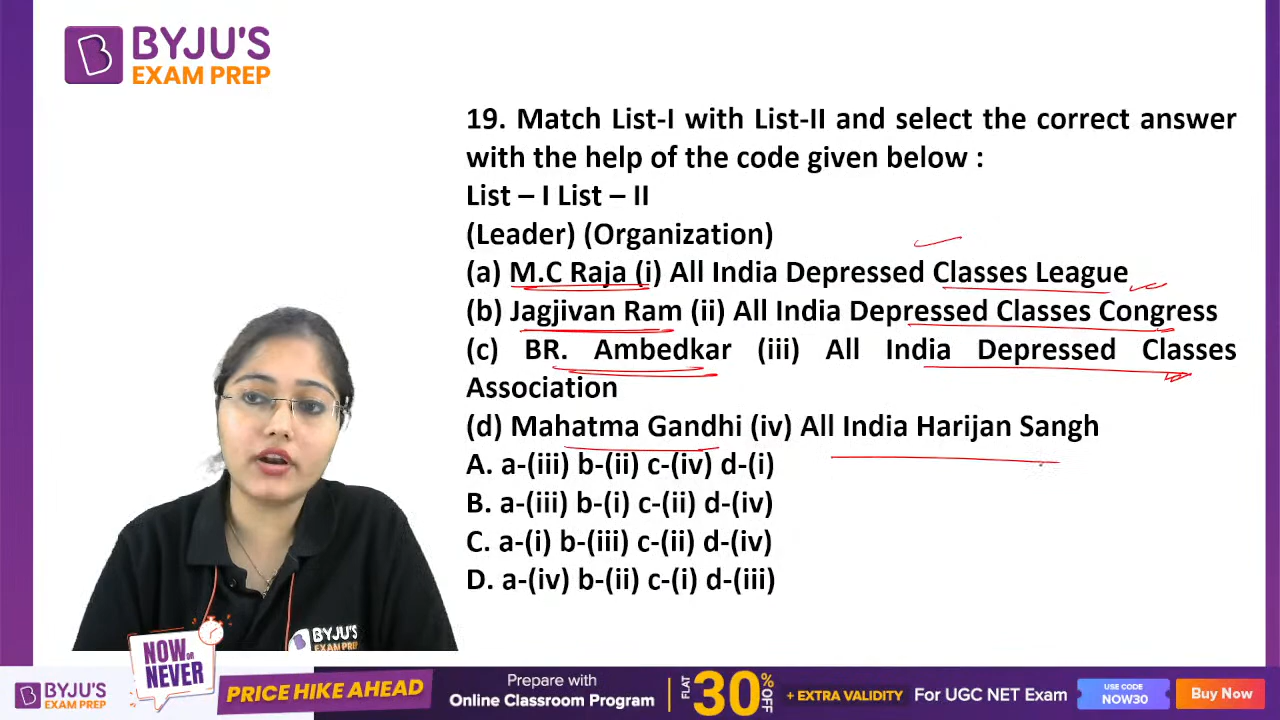 BYJU'S
EXAM PREP
19. Match List-I with List-II and select the correct answer
with the help of the code given below :
List – I List – II
(Leader) (Organization)
(a) M.C Raja (i) All India Depressed Classes League
(b) Jagjivan Ram (ii) All India Depressed Classes Congress
(c) BR. Ambedkar (iii) All India Depressed Classes
Association
(d) Mahatma Gandhi (iv) All India Harijan Sangh
A. a-(iii) b-(ii) c-(iv) d-(i)
B. a-(iii) b-(i) c-(ii) d-(iv)
C. a-(i) b-(iii) c-(ii) d-(iv)
D. a-(iv) b-(ii) c-(i) d-(iii)
BYJU'S
EXAM PREP
NOW OR
NEVER
BYJU'S
EXAM PREP
PRICE HIKE AHEAD
Prepare with
Online Classroom Program
FLAT 30% OFF
+ EXTRA VALIDITY
For UGC NET Exam
USE CODE
NOW30
Buy Now